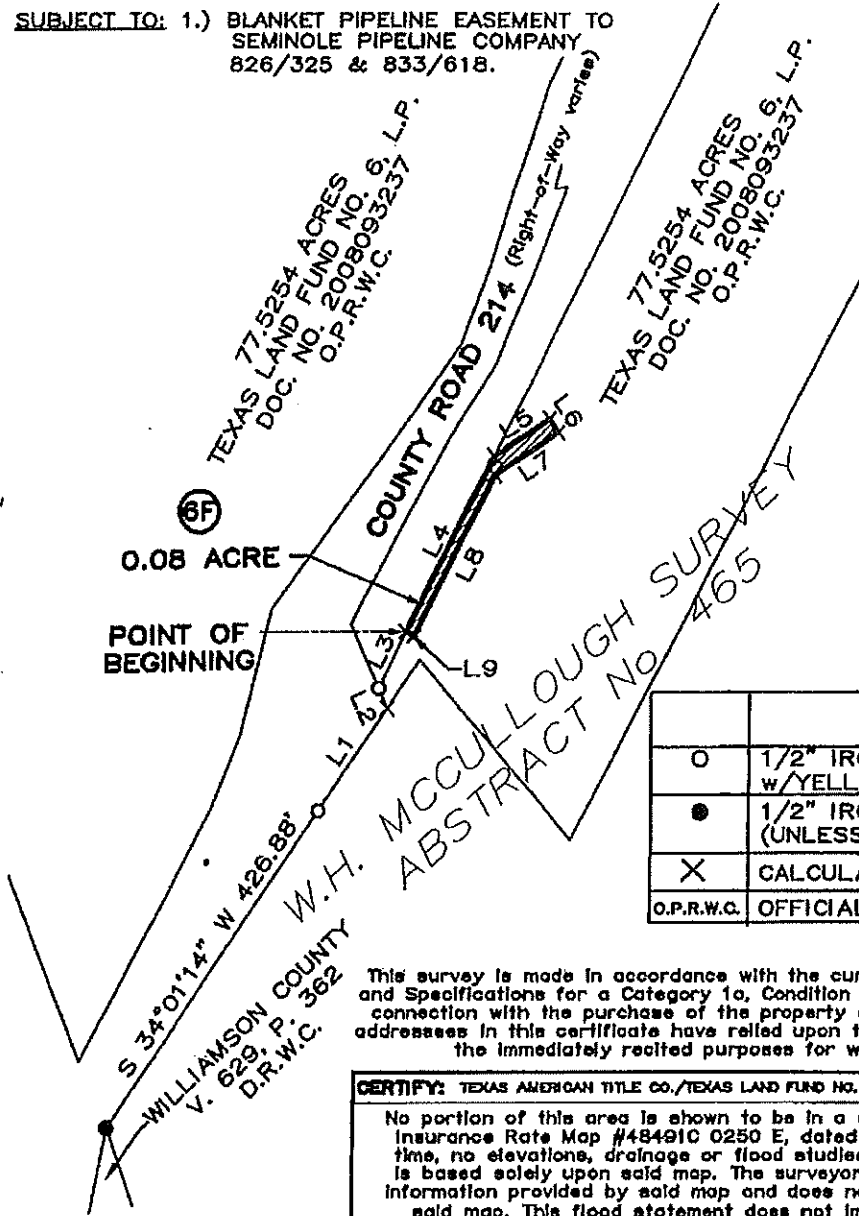 SUBJECT TO: 1.) BLANKET PIPELINE EASEMENT TO
SEMINOLE PIPELINE COMPANY
826/325 & 833/618.
77.5254 ACRES
TEXAS LAND FUND NO. 6, L.P.
DOC. NO. 2008093237
O.P.R.W.C.
COUNTY ROAD 214 (Right-of-Way varies)
77.5254 ACRES
TEXAS LAND FUND NO. 6, L.P.
DOC. NO. 2008093237
O.P.R.W.C.
6F
0.08 ACRE
POINT OF
BEGINNING
L5
L6
L7
L4
L8
L3
L9
L2
L1
W.H. MCCULLOUGH SURVEY
ABSTRACT No. 465
S 34°01'14" W 426.88'
WILLIAMSON COUNTY
V. 629, P. 362
D.R.W.C.
O 1/2" IRO
w/YELL
● 1/2" IRO
(UNLESS
X CALCULA
O.P.R.W.C. OFFICIAL
This survey is made in accordance with the cur
and Specifications for a Category 1a, Condition
connection with the purchase of the property
addressees in this certificate have relied upon t
the immediately recited purposes for w
CERTIFY: TEXAS AMERICAN TITLE CO./TEXAS LAND FUND NO.
No portion of this area is shown to be in a
Insurance Rate Map #48491C 0250 E, dated
time, no elevations, drainage or flood studies
is based solely upon said map. The surveyor
information provided by said map and does n
said map. This flood statement does not im